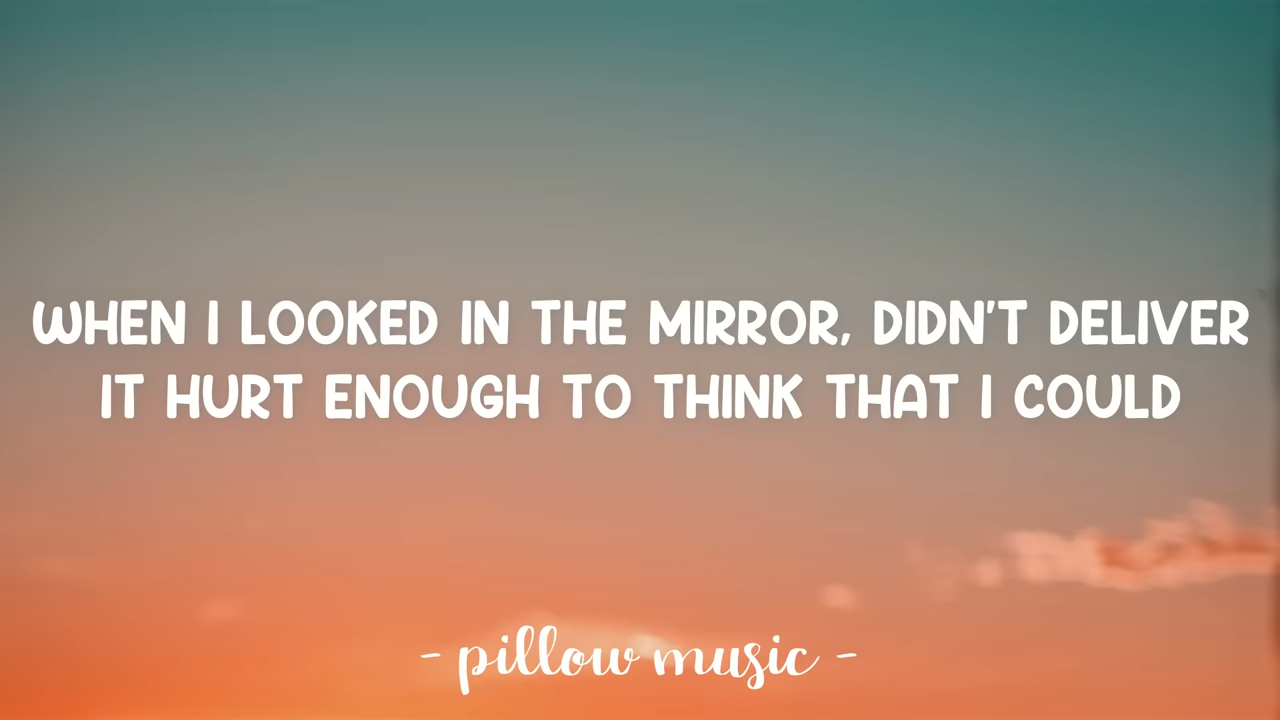 WHEN I LOOKED IN THE MIRROR, DIDN'T DELIVER
IT HURT ENOUGH TO THINK THAT I COULD
- pillow music -